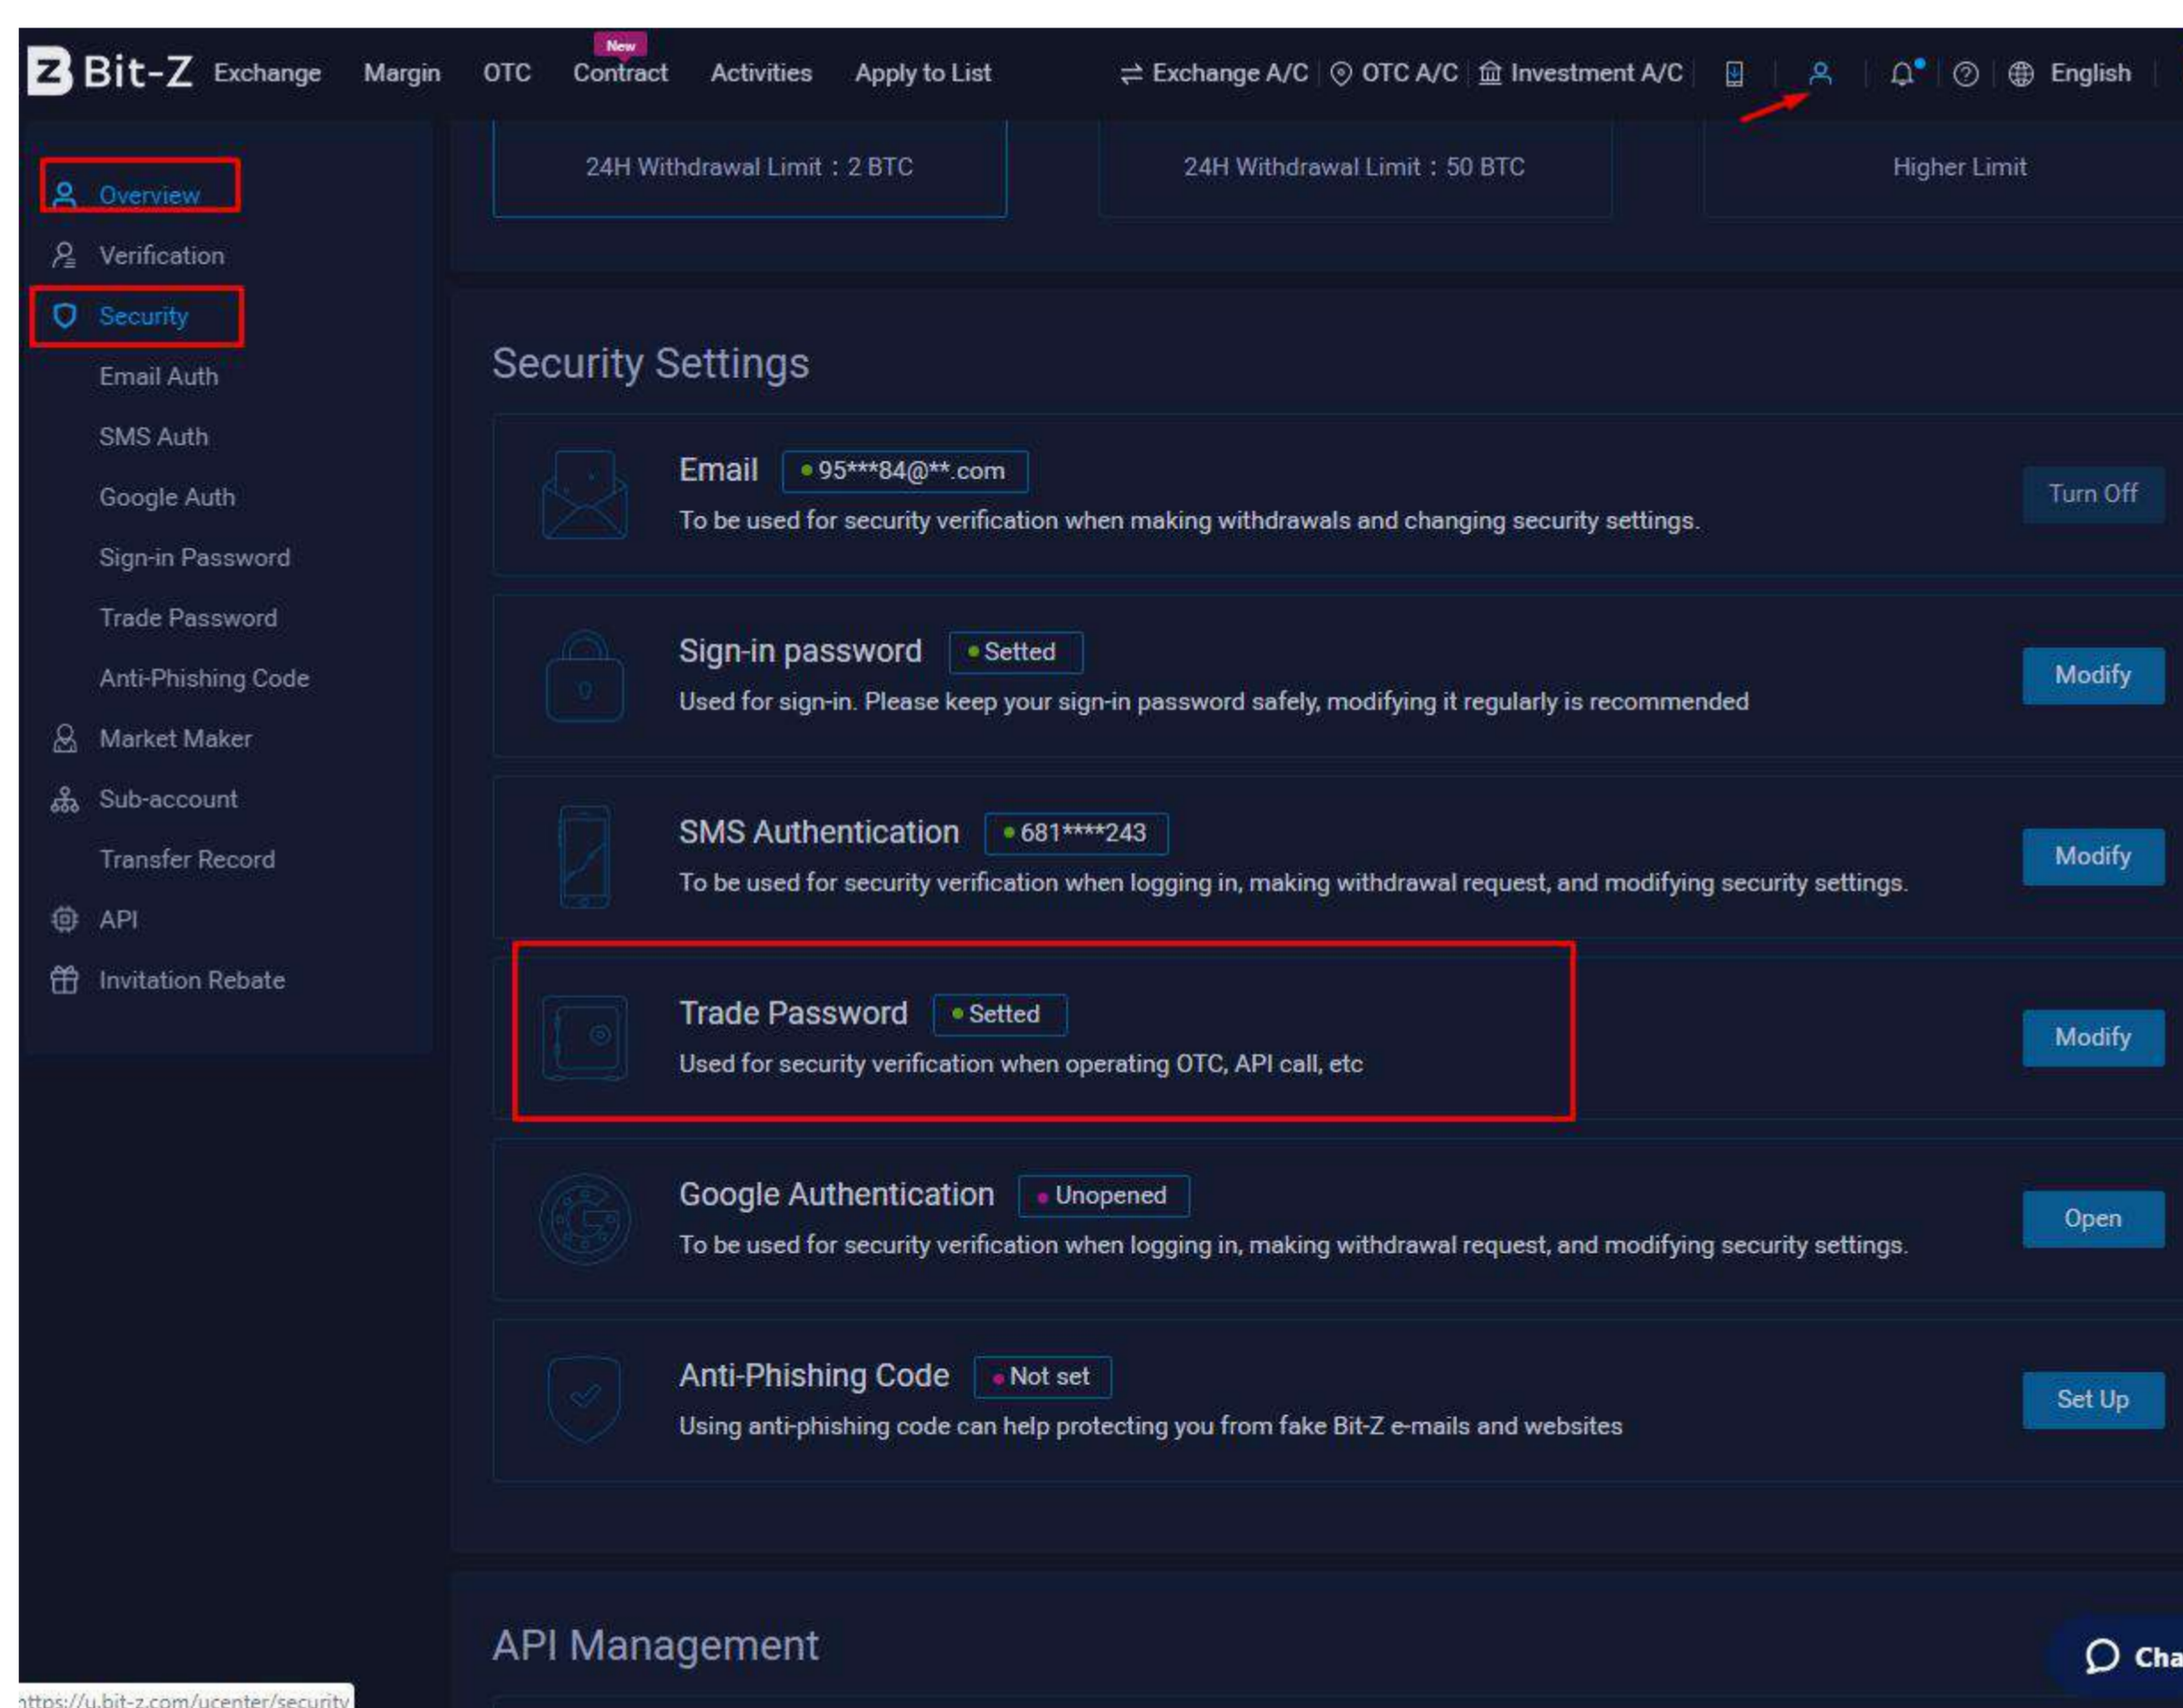 Bit-Z Exchange Margin OTC Contract New Activities Apply to List Exchange A/C OTC A/C Investment A/C English
24H Withdrawal Limit : 2 BTC
24H Withdrawal Limit : 50 BTC
Higher Limit
Overview
Verification
Security
Email Auth
SMS Auth
Google Auth
Sign-in Password
Trade Password
Anti-Phishing Code
Market Maker
Sub-account
Transfer Record
API
Invitation Rebate
Security Settings
Email 95***84@**.com
To be used for security verification when making withdrawals and changing security settings.
Turn Off
Sign-in password Setted
Used for sign-in. Please keep your sign-in password safely, modifying it regularly is recommended
Modify
SMS Authentication 681****243
To be used for security verification when logging in, making withdrawal request, and modifying security settings.
Modify
Trade Password Setted
Used for security verification when operating OTC, API call, etc
Modify
Google Authentication Unopened
To be used for security verification when logging in, making withdrawal request, and modifying security settings.
Open
Anti-Phishing Code Not set
Using anti-phishing code can help protecting you from fake Bit-Z e-mails and websites
Set Up
API Management
Cha
https://u.bit-z.com/ucenter/security